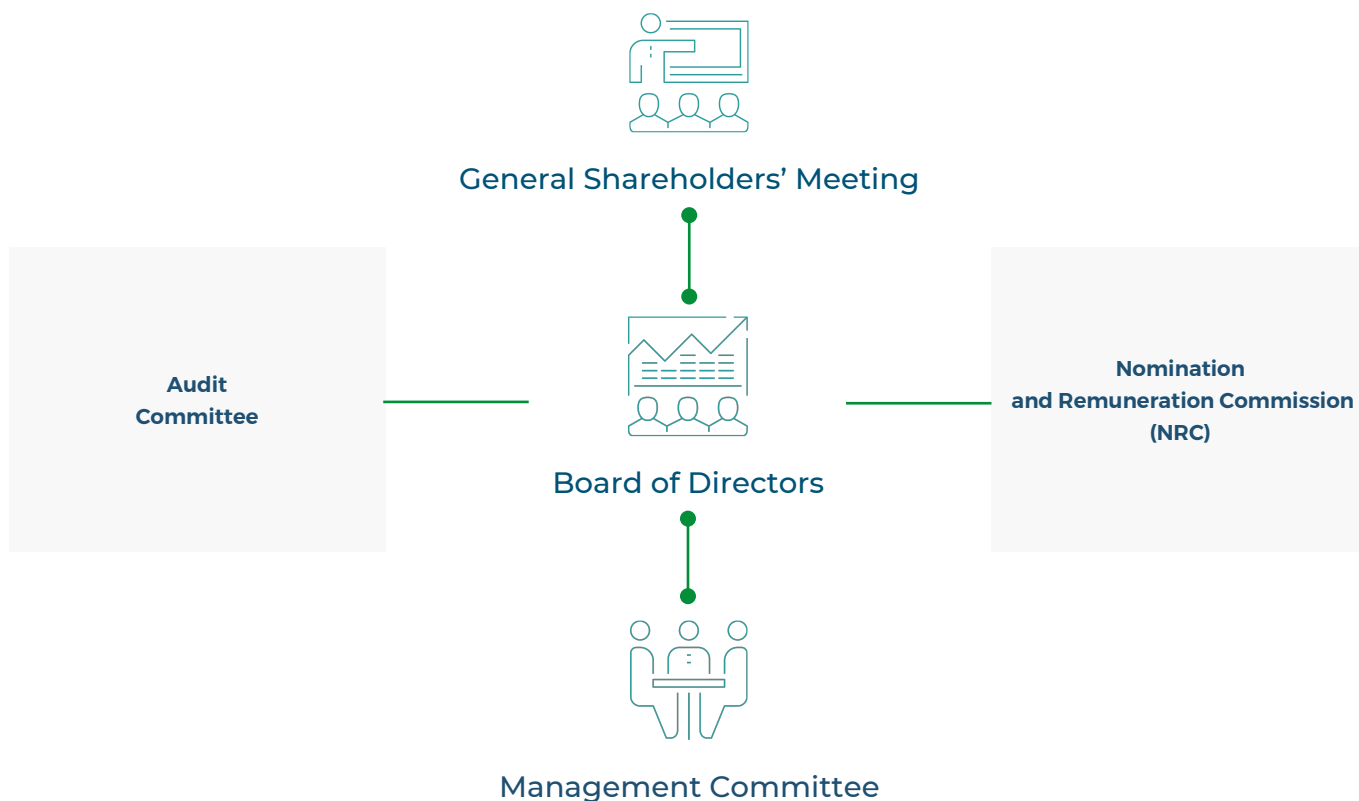 General Shareholders’ Meeting
Audit
Committee
Nomination
and Remuneration Commission
(NRC)
Board of Directors
Management Committee